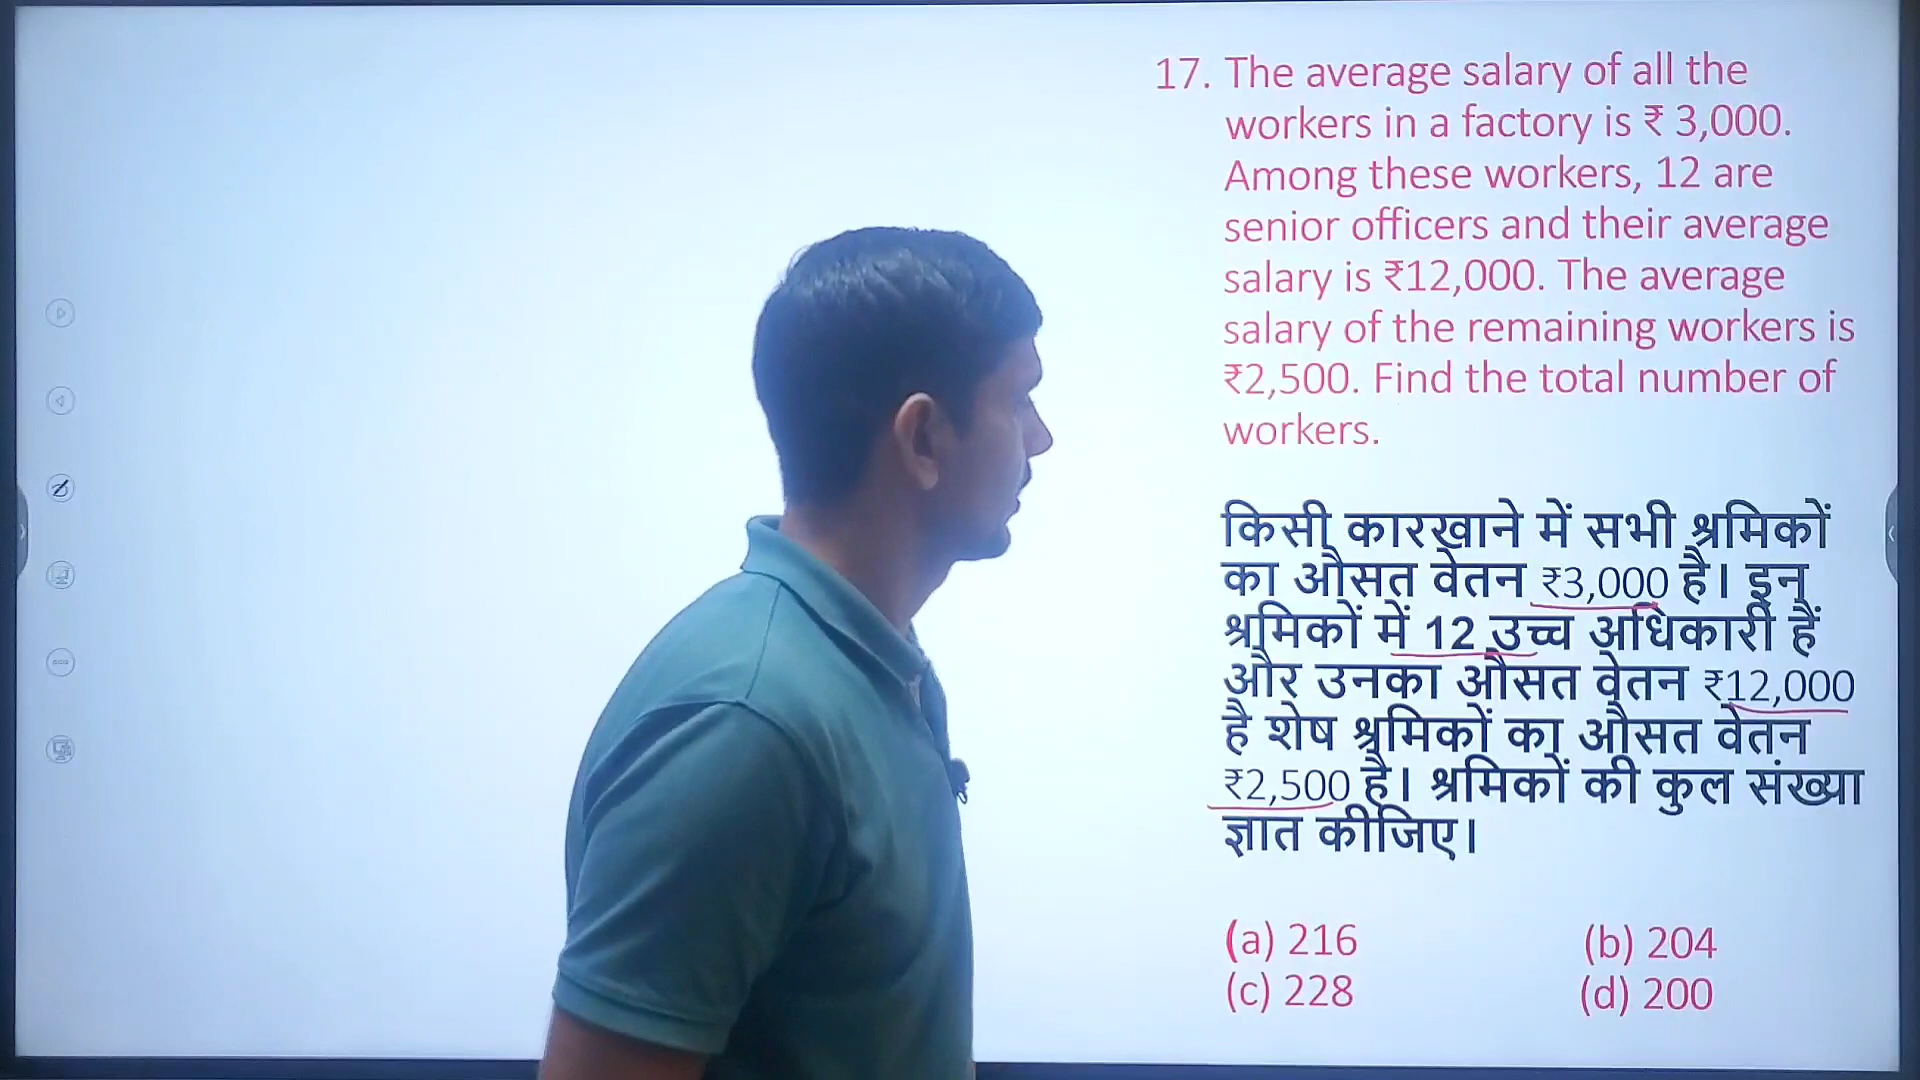 17. The average salary of all the
workers in a factory is ₹ 3,000.
Among these workers, 12 are
senior officers and their average
salary is ₹12,000. The average
salary of the remaining workers is
₹2,500. Find the total number of
workers.
किसी कारखाने में सभी श्रमिकों
का औसत वेतन ₹3,000 है। इन
श्रमिकों में 12 उच्च अधिकारी हैं
और उनका औसत वेतन ₹12,000
है शेष श्रमिकों का औसत वेतन
₹2,500 है। श्रमिकों की कुल संख्या
ज्ञात कीजिए।
(a) 216 (b) 204
(c) 228 (d) 200